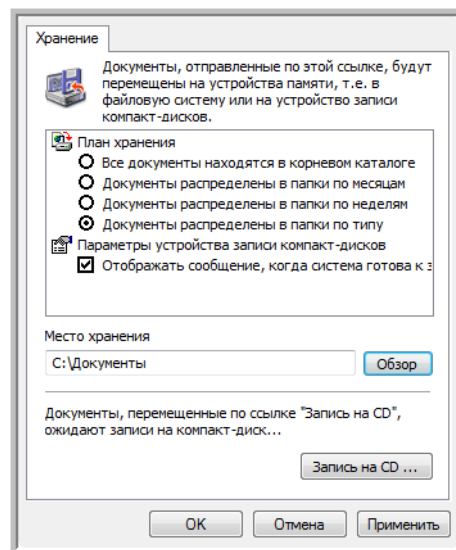 Хранение
Документы, отправленные по этой ссылке, будут
перемещены на устройства памяти, т.е. в
файловую систему или на устройство записи
компакт-дисков.
План хранения
Все документы находятся в корневом каталоге
Документы распределены в папки по месяцам
Документы распределены в папки по неделям
Документы распределены в папки по типу
Параметры устройства записи компакт-дисков
Отображать сообщение, когда система готова к
Место хранения
C:\Документы
Обзор
Документы, перемещенные по ссылке "Запись на CD",
ожидают записи на компакт-диск...
Запись на CD ...
OK
Отмена
Применить